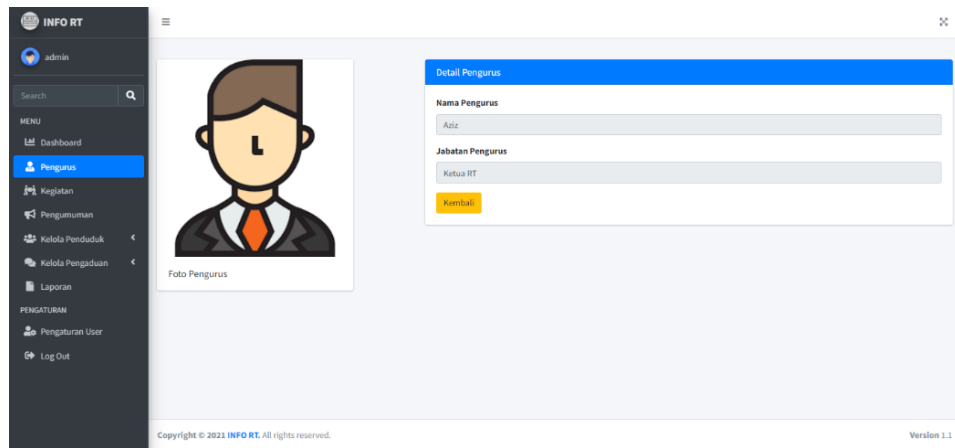 INFO RT
admin
Search
MENU
Dashboard
Pengurus
Kegiatan
Pengumuman
Kelola Penduduk
Kelola Pengaduan
Laporan
PENGATURAN
Pengaturan User
Log Out
Foto Pengurus
Detail Pengurus
Nama Pengurus
Aziz
Jabatan Pengurus
Ketua RT
Kembali
Copyright © 2021 INFO RT. All rights reserved.
Version 1.1